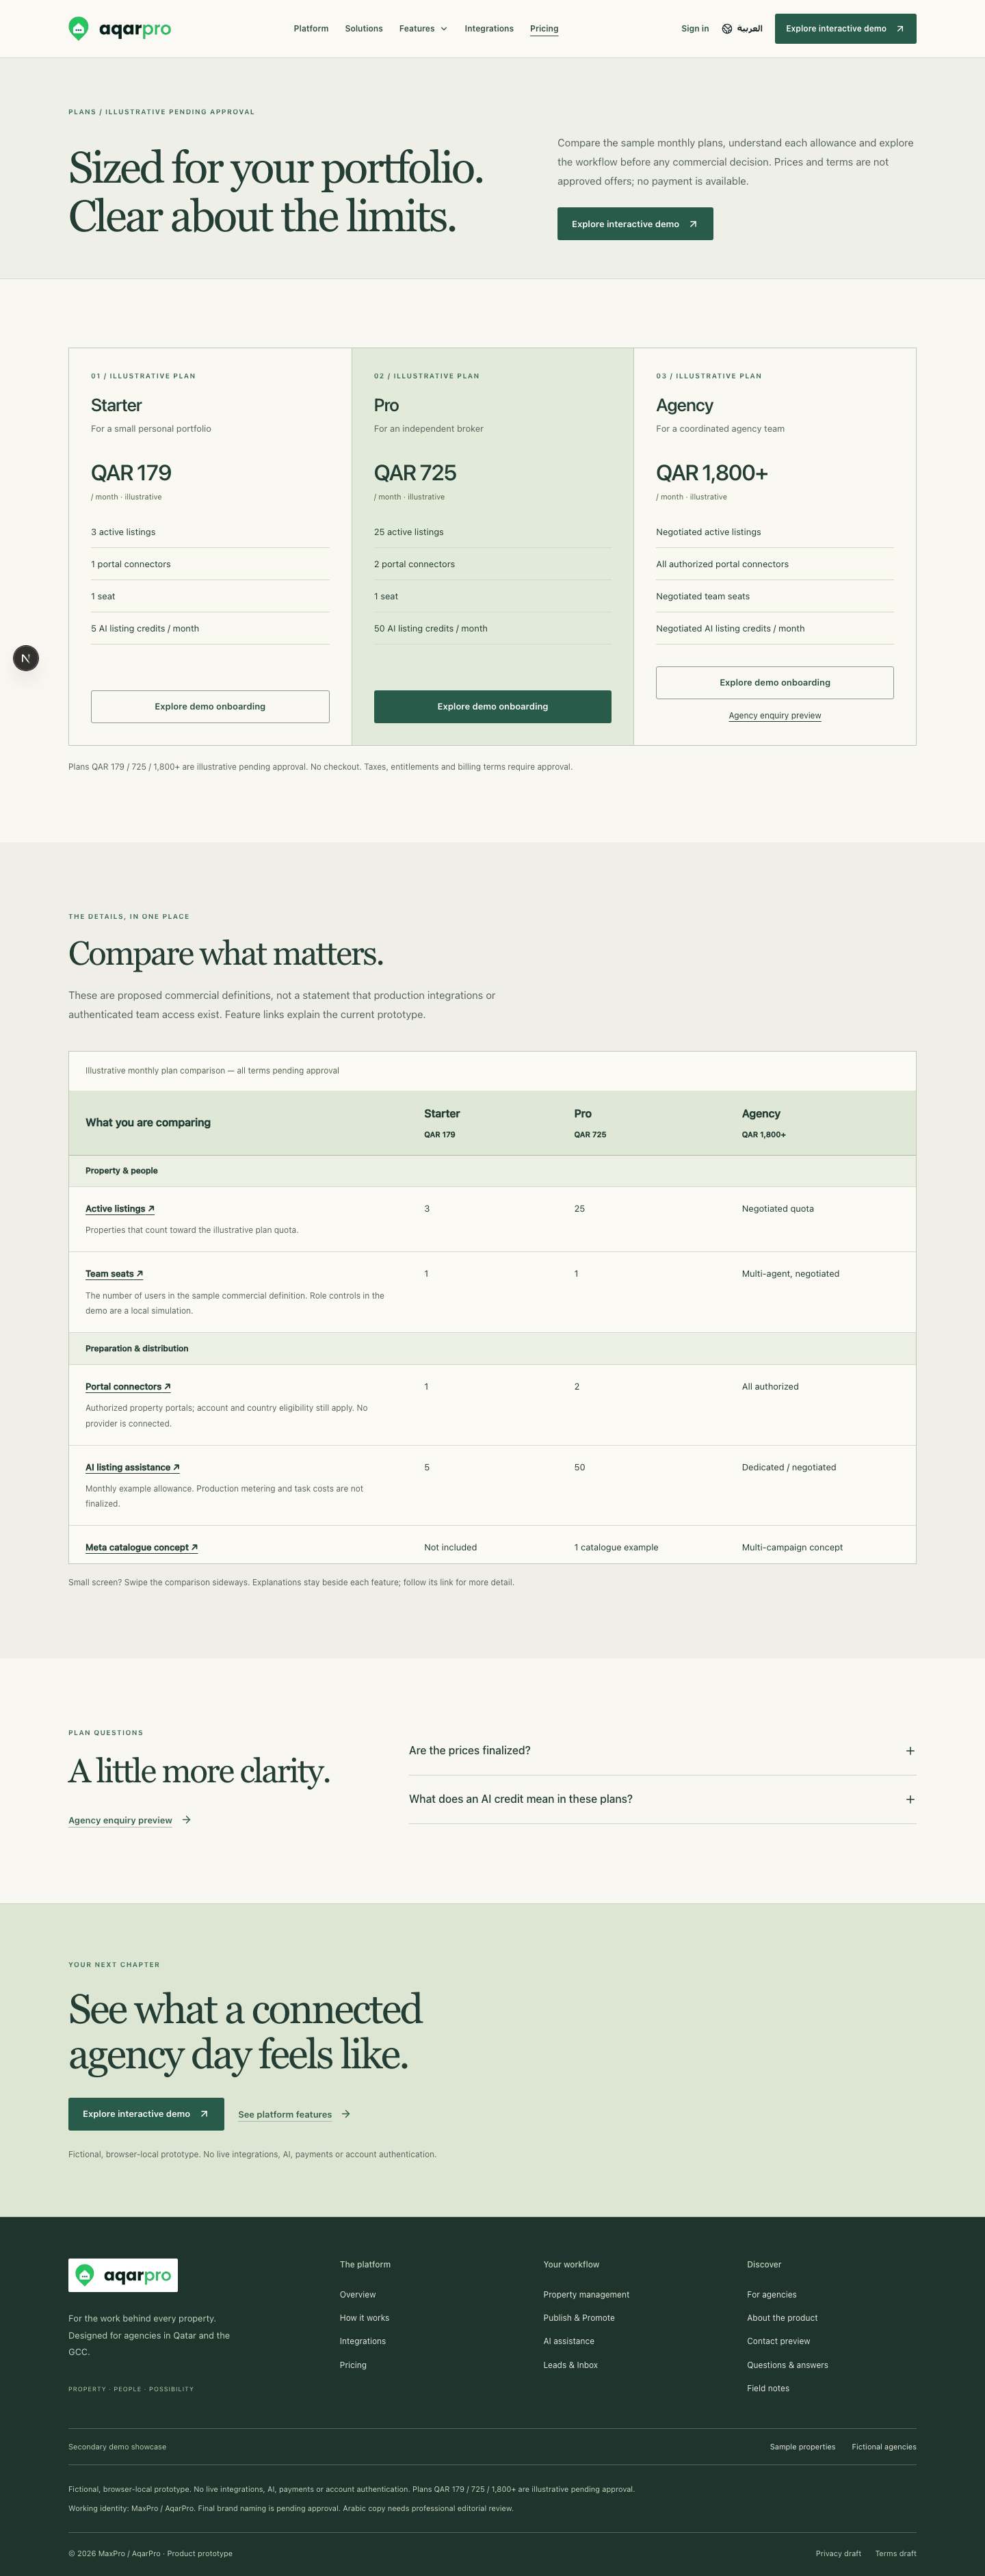 aqarpro
Platform
Solutions
Features
Integrations
Pricing
Sign in
العربية
Explore interactive demo
PLANS / ILLUSTRATIVE PENDING APPROVAL
Sized for your portfolio.
Clear about the limits.
Compare the sample monthly plans, understand each allowance and explore
the workflow before any commercial decision. Prices and terms are not
approved offers; no payment is available.
Explore interactive demo
01 / ILLUSTRATIVE PLAN
Starter
For a small personal portfolio
QAR 179
/ month · illustrative
3 active listings
1 portal connectors
1 seat
5 AI listing credits / month
Explore demo onboarding
02 / ILLUSTRATIVE PLAN
Pro
For an independent broker
QAR 725
/ month · illustrative
25 active listings
2 portal connectors
1 seat
50 AI listing credits / month
Explore demo onboarding
03 / ILLUSTRATIVE PLAN
Agency
For a coordinated agency team
QAR 1,800+
/ month · illustrative
Negotiated active listings
All authorized portal connectors
Negotiated team seats
Negotiated AI listing credits / month
Explore demo onboarding
Agency enquiry preview
N
Plans QAR 179 / 725 / 1,800+ are illustrative pending approval. No checkout. Taxes, entitlements and billing terms require approval.
THE DETAILS, IN ONE PLACE
Compare what matters.
These are proposed commercial definitions, not a statement that production integrations or
authenticated team access exist. Feature links explain the current prototype.
Illustrative monthly plan comparison — all terms pending approval
What you are comparing
Starter
QAR 179
Pro
QAR 725
Agency
QAR 1,800+
Property & people
Active listings ↗
Properties that count toward the illustrative plan quota.
3
25
Negotiated quota
Team seats ↗
The number of users in the sample commercial definition. Role controls in the
demo are a local simulation.
1
1
Multi-agent, negotiated
Preparation & distribution
Portal connectors ↗
Authorized property portals; account and country eligibility still apply. No
provider is connected.
1
2
All authorized
AI listing assistance ↗
Monthly example allowance. Production metering and task costs are not
finalized.
5
50
Dedicated / negotiated
Meta catalogue concept ↗
Not included
1 catalogue example
Multi-campaign concept
Small screen? Swipe the comparison sideways. Explanations stay beside each feature; follow its link for more detail.
PLAN QUESTIONS
A little more clarity.
Agency enquiry preview
Are the prices finalized?
What does an AI credit mean in these plans?
YOUR NEXT CHAPTER
See what a connected
agency day feels like.
Explore interactive demo
See platform features
Fictional, browser-local prototype. No live integrations, AI, payments or account authentication.
aqarpro
For the work behind every property.
Designed for agencies in Qatar and the
GCC.
PROPERTY · PEOPLE · POSSIBILITY
The platform
Overview
How it works
Integrations
Pricing
Your workflow
Property management
Publish & Promote
AI assistance
Leads & Inbox
Discover
For agencies
About the product
Contact preview
Questions & answers
Field notes
Secondary demo showcase
Sample properties
Fictional agencies
Fictional, browser-local prototype. No live integrations, AI, payments or account authentication. Plans QAR 179 / 725 / 1,800+ are illustrative pending approval.
Working identity: MaxPro / AqarPro. Final brand naming is pending approval. Arabic copy needs professional editorial review.
© 2026 MaxPro / AqarPro · Product prototype
Privacy draft
Terms draft